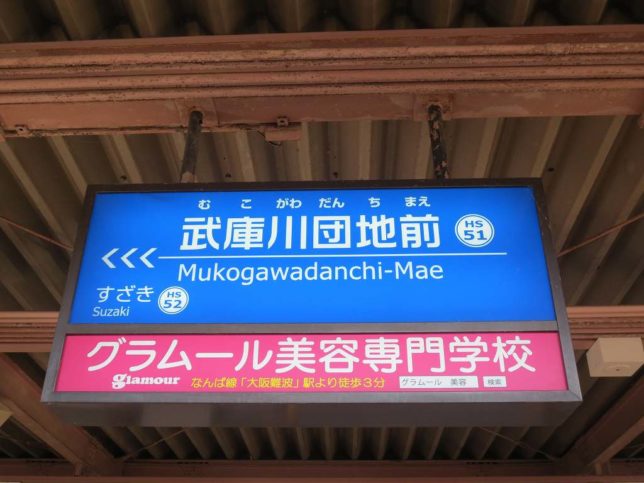 む こ がわ だん ち まえ
武庫川団地前
HS
51
<<<
Mukogawadanchi-Mae
すざき
HS
52
Suzaki
グラムール美容専門学校
glamour
なんば線「大阪難波」駅より徒歩3分
グラムール 美容
検索